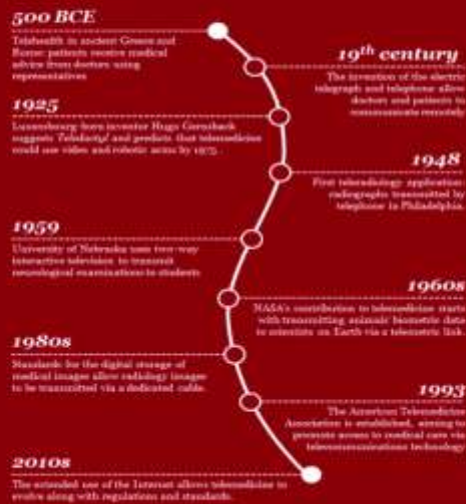 500 BCE
Telehealth in ancient Greece and
Rome: patients receive medical
advice from doctors using
representatives
19th century
The invention of the electric
telegraph and telephone allow
doctors and patients to
communicate remotely
1925
Luxembourg-born inventor Hugo Gernsback
suggests Teledactyl and predicts that telemedicine
could use video and robotic arms by 1975.
1948
First teleradiology application:
radiographs transmitted by
telephone in Philadelphia.
1959
University of Nebraska uses two-way
interactive television to transmit
neurological examinations to students
1960s
NASA's contribution to telemedicine starts
with transmitting animals' biometric data
to scientists on Earth via a telemetric link.
1980s
Standards for the digital storage of
medical images allow radiology images
to be transmitted via a dedicated cable.
1993
The American Telemedicine
Association is established, aiming to
promote access to medical care via
telecommunications technology
2010s
The extended use of the Internet allows telemedicine to
evolve along with regulations and standards.